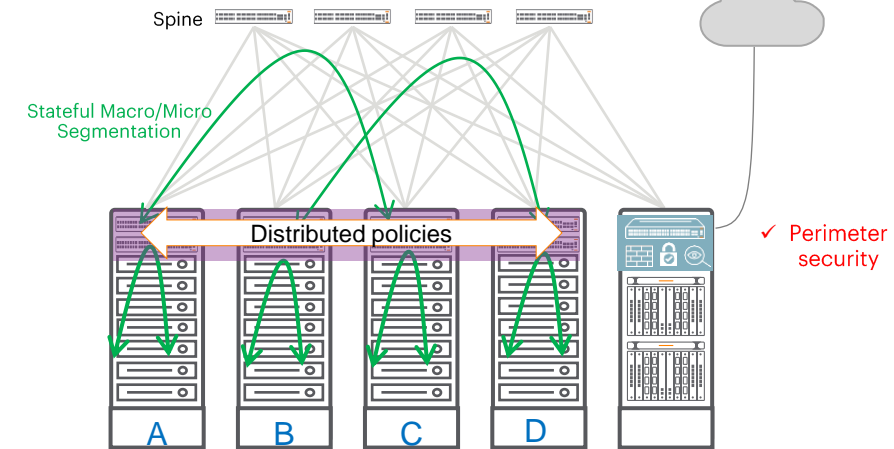 Spine
Stateful Macro/Micro
Segmentation
Distributed policies
✓ Perimeter
security
A
B
C
D